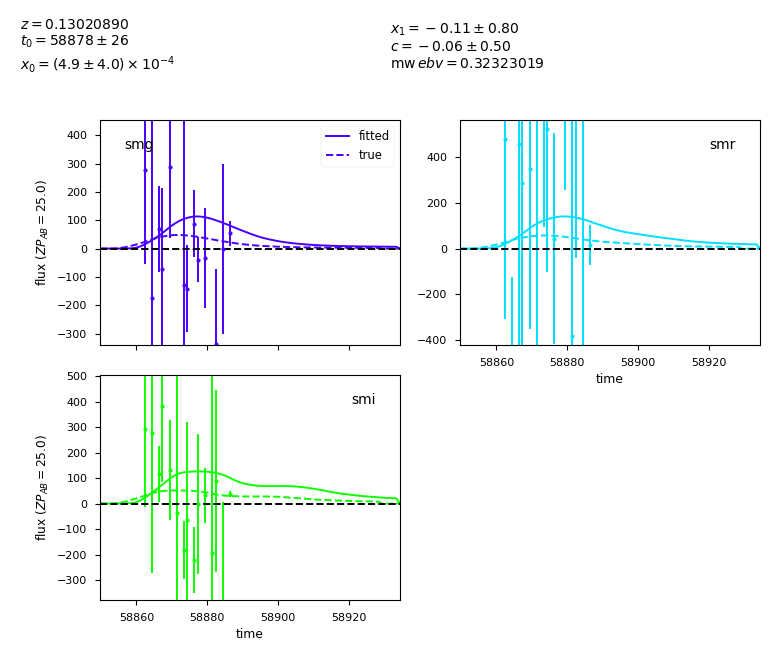 z = 0.13020890
t₀ = 58878 ± 26
x₀ = (4.9 ± 4.0) × 10⁻⁴
x₁ = −0.11 ± 0.80
c = −0.06 ± 0.50
mw ebv = 0.32323019
smg
fitted
true
400
300
200
100
0
−100
−200
−300
flux (ZP_AB = 25.0)
smr
400
200
0
−200
−400
58860 58880 58900 58920
time
smi
500
400
300
200
100
0
−100
−200
−300
flux (ZP_AB = 25.0)
58860 58880 58900 58920
time